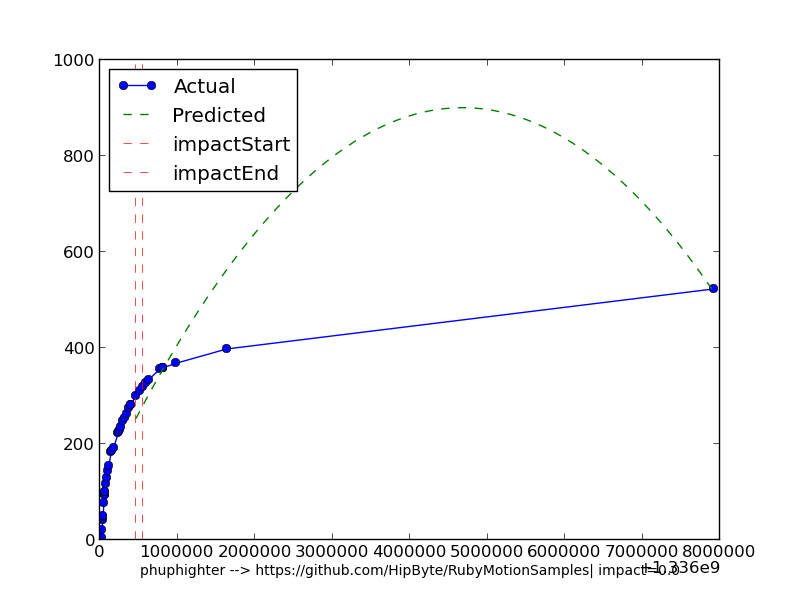 1000
800
600
400
200
0
Actual
Predicted
impactStart
impactEnd
0 1000000 2000000 3000000 4000000 5000000 6000000 7000000 8000000
+1.336e9
phuphighter --> https://github.com/HipByte/RubyMotionSamples| impact=0.0